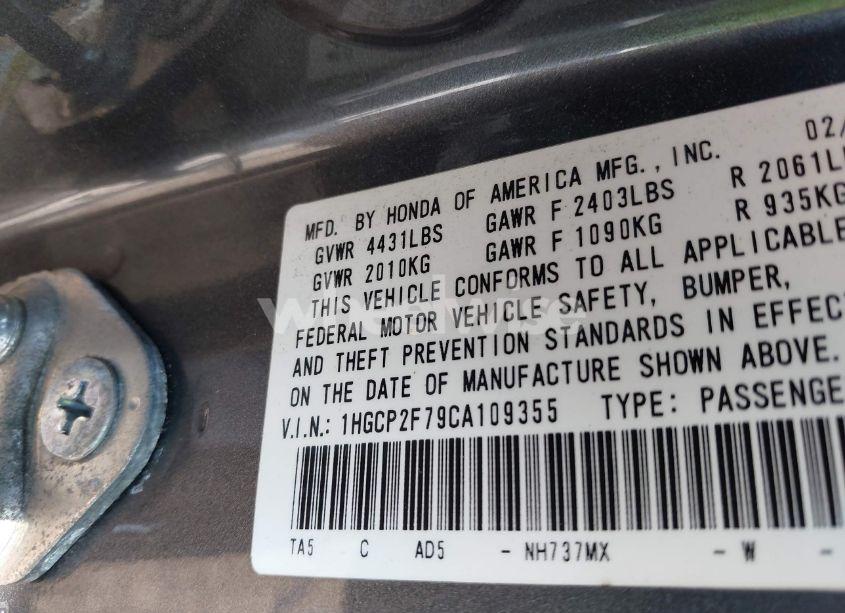 02/
MFD. BY HONDA OF AMERICA MFG., INC.
GVWR 4431LBS GAWR F 2403LBS R 2061L
GVWR 2010KG GAWR F 1090KG R 935KG
THIS VEHICLE CONFORMS TO ALL APPLICABLE
FEDERAL MOTOR VEHICLE SAFETY, BUMPER,
AND THEFT PREVENTION STANDARDS IN EFFECT
ON THE DATE OF MANUFACTURE SHOWN ABOVE.
V.I.N.: 1HGCP2F79CA109355 TYPE: PASSENGE
TA5 C AD5 - NH737MX - W -